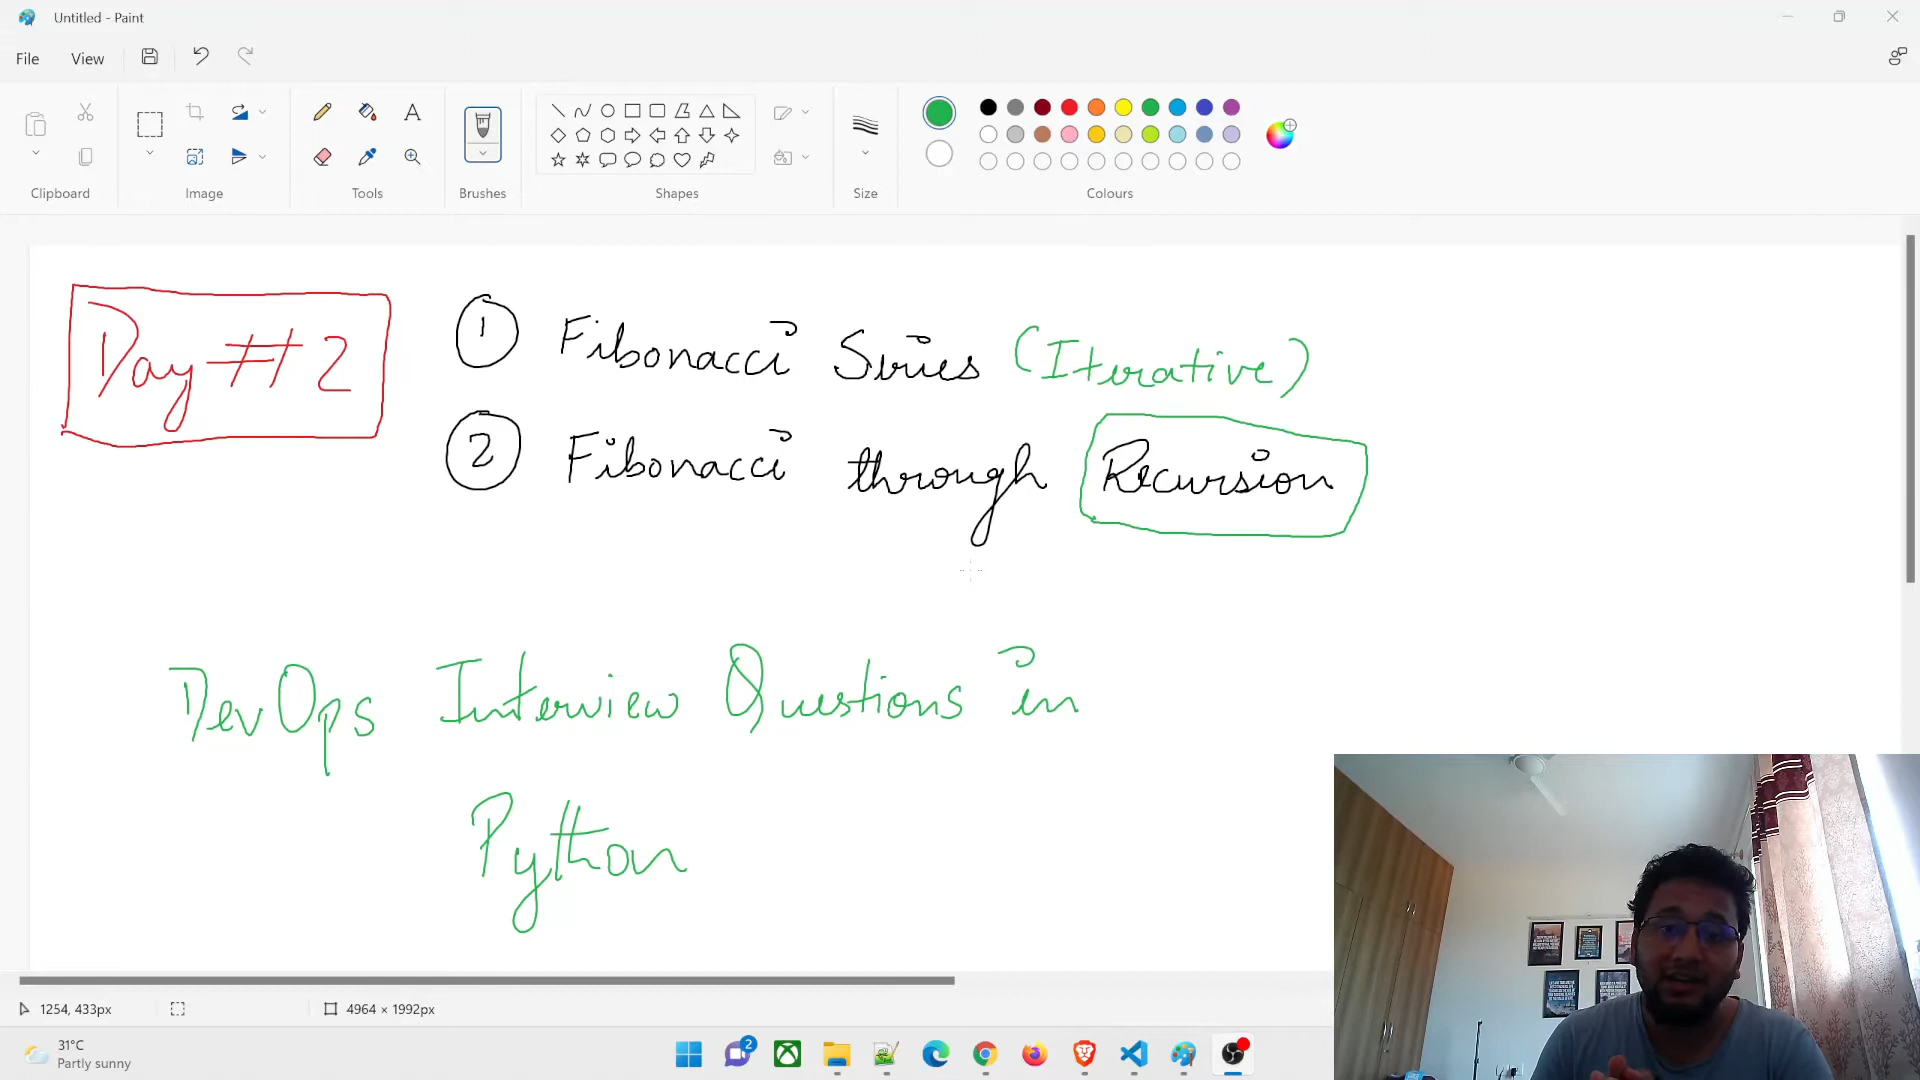 Untitled - Paint
File View
Clipboard Image Tools Brushes Shapes Size Colours
Day #2
1 Fibonacci Series (Iterative)
2 Fibonacci through Recursion
DevOps Interview Questions in
Python
1254, 433px 4964 × 1992px
31°C
Partly sunny
2